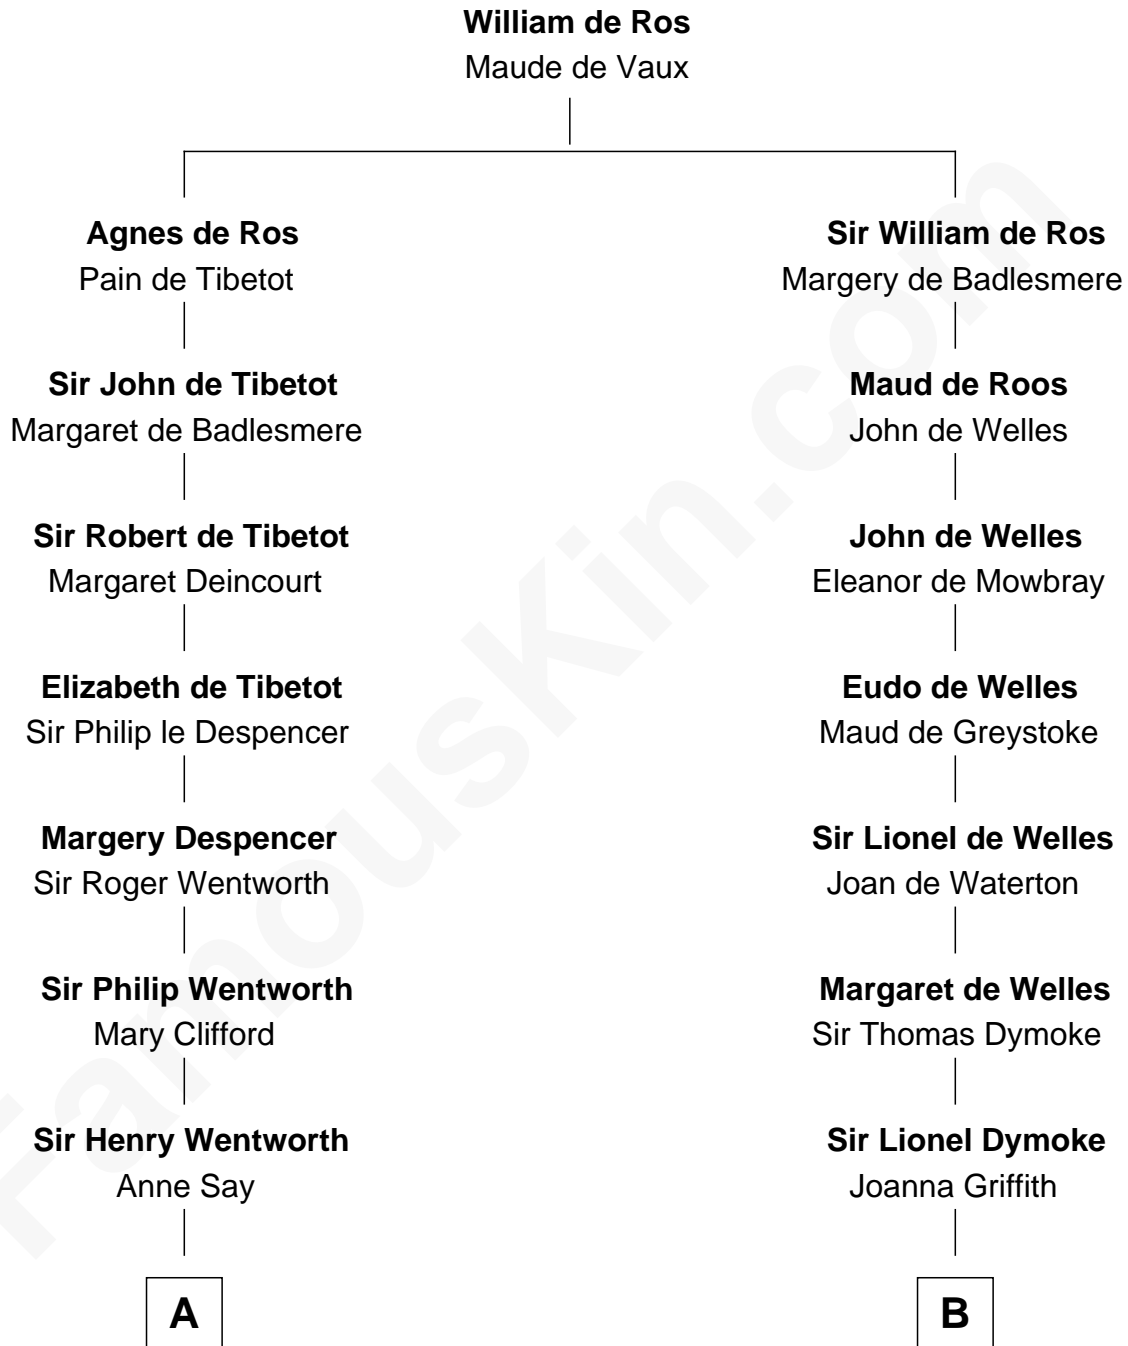 William de Ros
Maude de Vaux
Agnes de Ros
Pain de Tibetot
Sir William de Ros
Margery de Badlesmere
Sir John de Tibetot
Margaret de Badlesmere
Maud de Roos
John de Welles
Sir Robert de Tibetot
Margaret Deincourt
John de Welles
Eleanor de Mowbray
Elizabeth de Tibetot
Sir Philip le Despencer
Eudo de Welles
Maud de Greystoke
Margery Despencer
Sir Roger Wentworth
Sir Lionel de Welles
Joan de Waterton
Sir Philip Wentworth
Mary Clifford
Margaret de Welles
Sir Thomas Dymoke
Sir Henry Wentworth
Anne Say
Sir Lionel Dymoke
Joanna Griffith
A
B
FamousKin.com